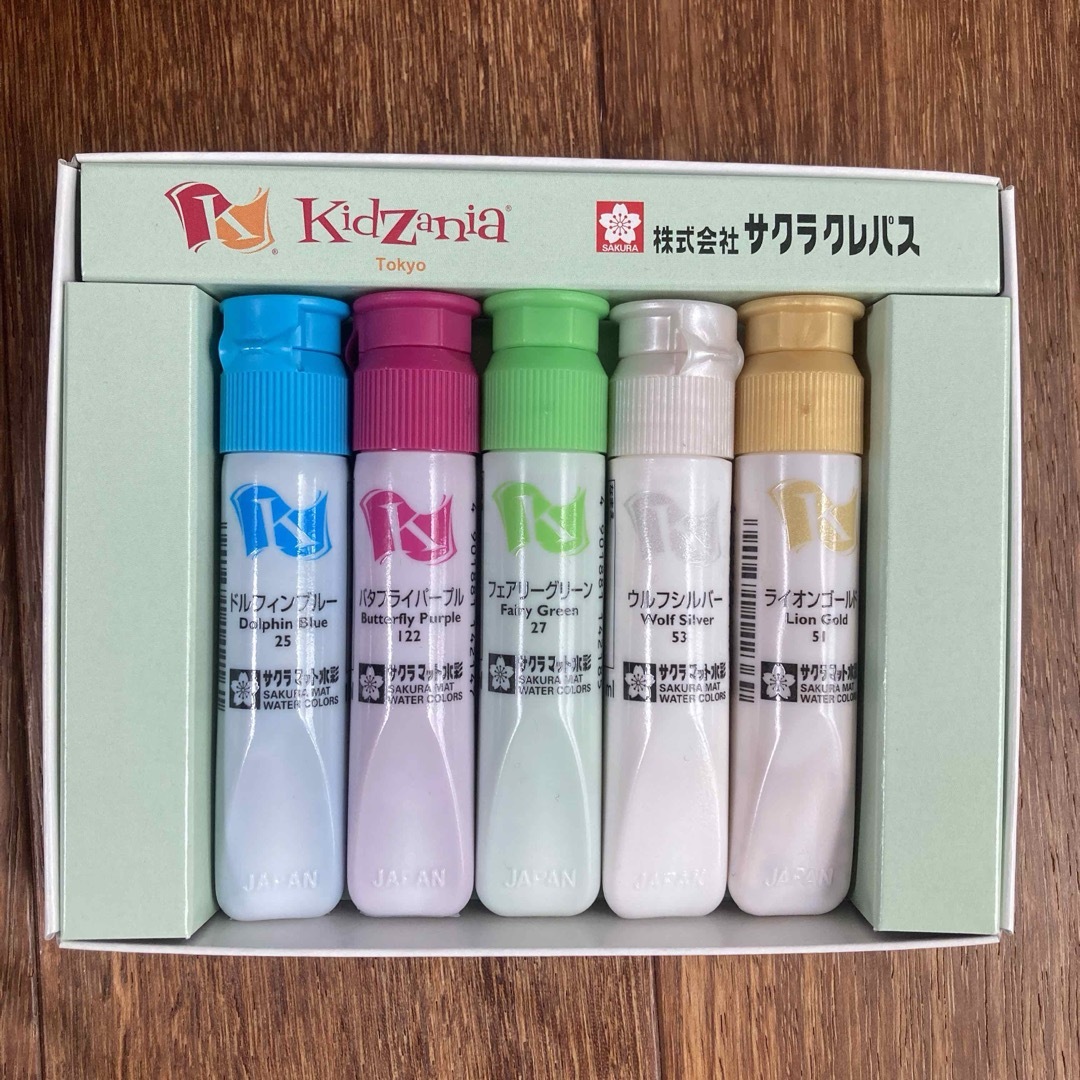 K
KidZania®
Tokyo
SAKURA
株式会社サクラクレパス
K
ドルフィンブルー
Dolphin Blue
25
サクラマット水彩
SAKURA MAT
WATER COLORS
JAPAN
K
バタフライパープル
Butterfly Purple
122
サクラマット水彩
SAKURA MAT
WATER COLORS
JAPAN
K
フェアリーグリーン
Fairy Green
27
サクラマット水彩
SAKURA MAT
WATER COLORS
JAPAN
K
ウルフシルバー
Wolf Silver
53
サクラマット水彩
SAKURA MAT
WATER COLORS
ml
JAPAN
K
ライオンゴールド
Lion Gold
51
サクラマット水彩
SAKURA MAT
WATER COLORS
JAPAN